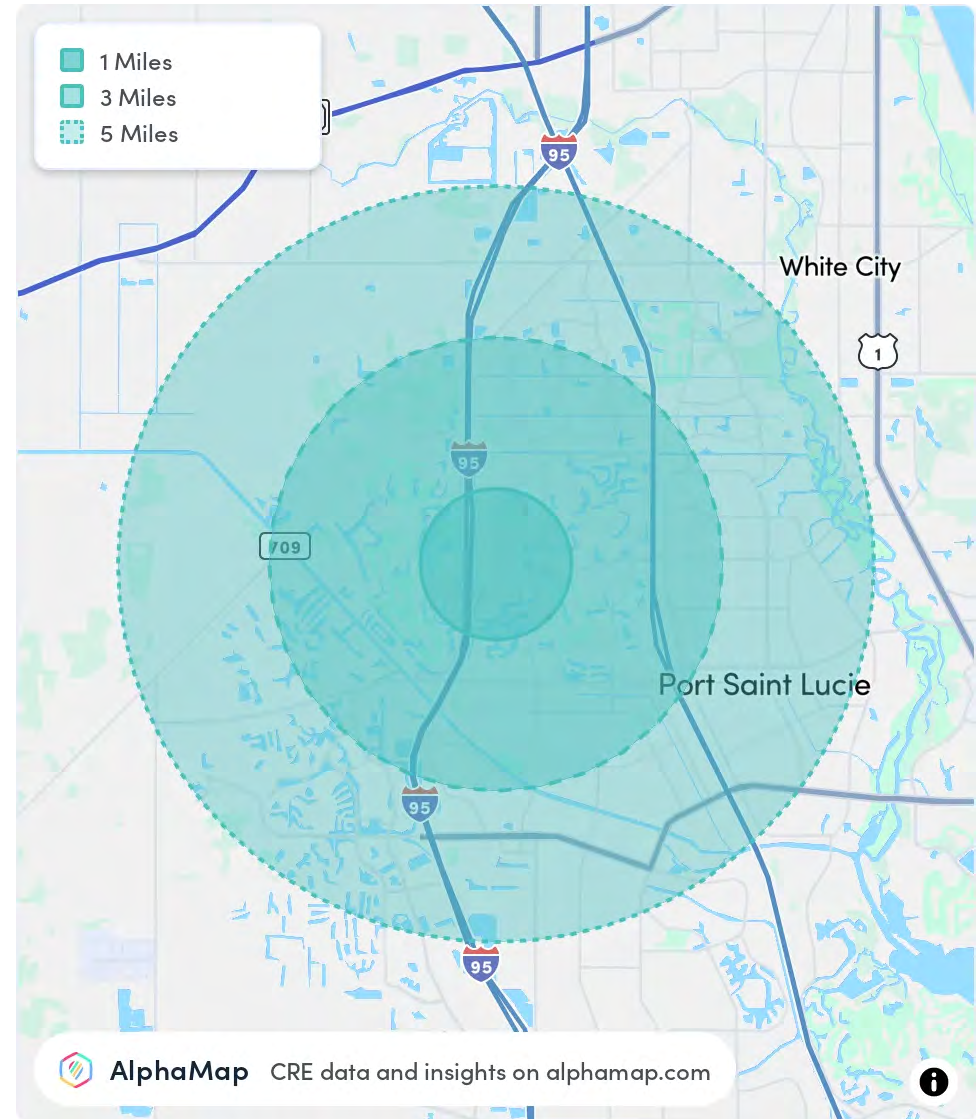 1 Miles
3 Miles
5 Miles
95
White City
1
95
709
Port Saint Lucie
95
95
AlphaMap CRE data and insights on alphamap.com